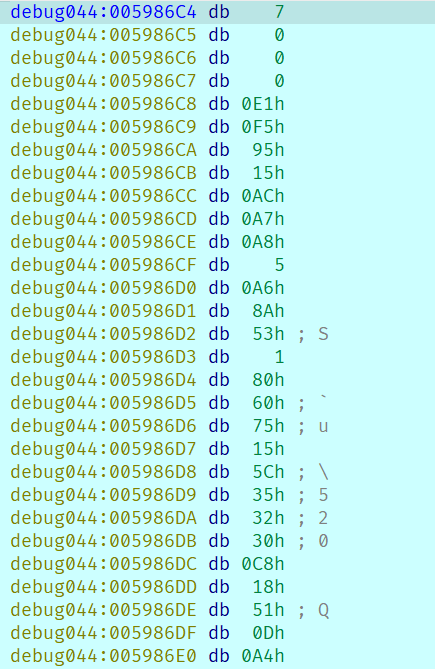 debug044:005986C4 db 7
debug044:005986C5 db 0
debug044:005986C6 db 0
debug044:005986C7 db 0
debug044:005986C8 db 0E1h
debug044:005986C9 db 0F5h
debug044:005986CA db 95h
debug044:005986CB db 15h
debug044:005986CC db 0ACh
debug044:005986CD db 0A7h
debug044:005986CE db 0A8h
debug044:005986CF db 5
debug044:005986D0 db 0A6h
debug044:005986D1 db 8Ah
debug044:005986D2 db 53h ; S
debug044:005986D3 db 1
debug044:005986D4 db 80h
debug044:005986D5 db 60h ; `
debug044:005986D6 db 75h ; u
debug044:005986D7 db 15h
debug044:005986D8 db 5Ch ; \
debug044:005986D9 db 35h ; 5
debug044:005986DA db 32h ; 2
debug044:005986DB db 30h ; 0
debug044:005986DC db 0C8h
debug044:005986DD db 18h
debug044:005986DE db 51h ; Q
debug044:005986DF db 0Dh
debug044:005986E0 db 0A4h